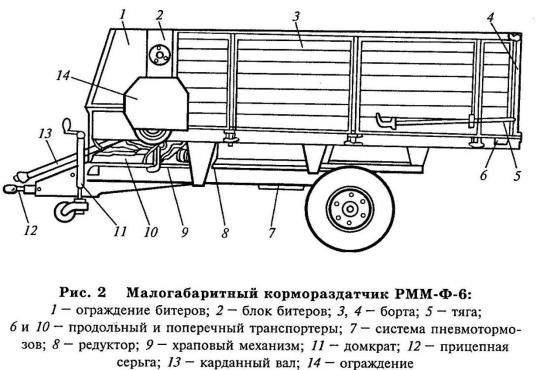 1 2 3 4
14
13
12 11 10 9 8 7 6 5
Рис. 2 Малогабаритный кормораздатчик РММ-Ф-6:
1 – ограждение битеров; 2 – блок битеров; 3, 4 – борта; 5 – тяга;
6 и 10 – продольный и поперечный транспортеры; 7 – система пневмотормо-
зов; 8 – редуктор; 9 – храповый механизм; 11 – домкрат; 12 – прицепная
серьга; 13 – карданный вал; 14 – ограждение